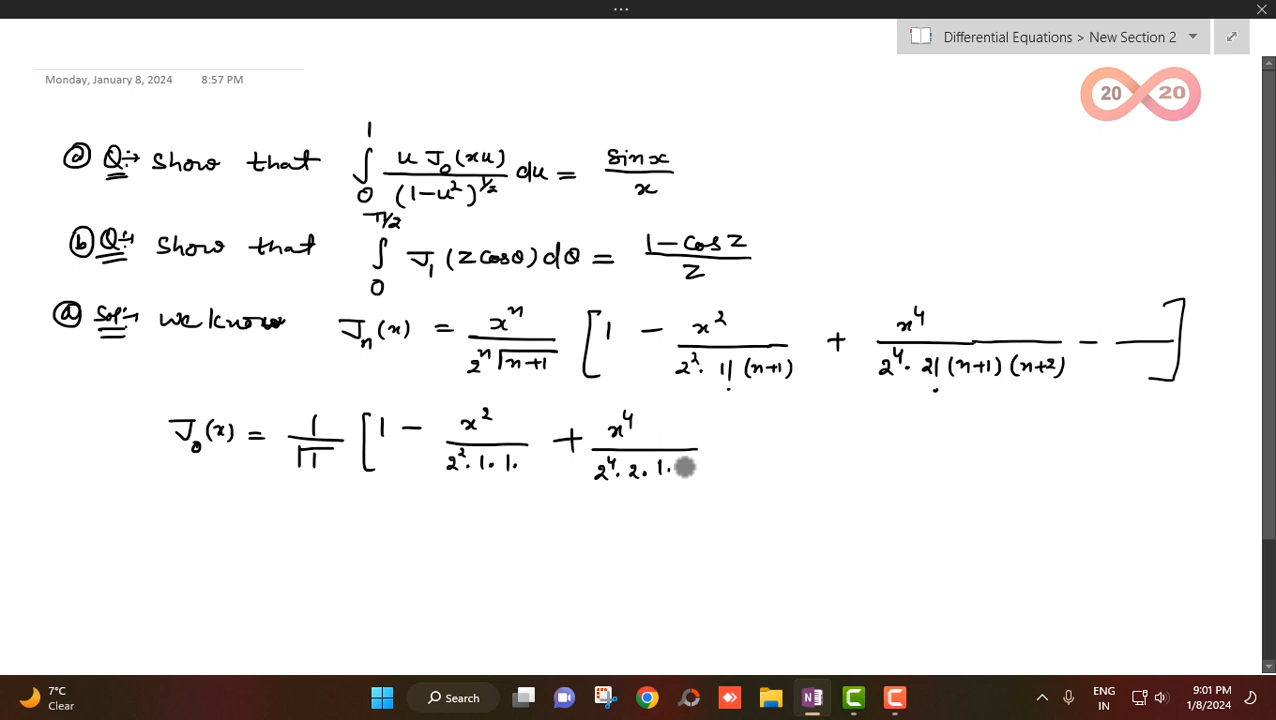 ...
Differential Equations > New Section 2
Monday, January 8, 2024 8:57 PM
20 20
ⓐ Q:→ Show that ∫₀¹ u J₀(xu) / (1-u²)^½ du = sin x / x
ⓑ Q:→ Show that ∫₀^π/2 J₁(z cosθ) dθ = 1 - cos z / z
ⓐ Sol:→ We know Jₙ(x) = xⁿ / 2ⁿ √n+1 [ 1 - x² / 2²· 1! (n+1) + x⁴ / 2⁴· 2! (n+1) (n+2) - ___ ]
J₀(x) = 1 / √1 [ 1 - x² / 2²· 1· 1· + x⁴ / 2⁴· 2· 1·
7°C
Clear
Search
ENG
IN
9:01 PM
1/8/2024